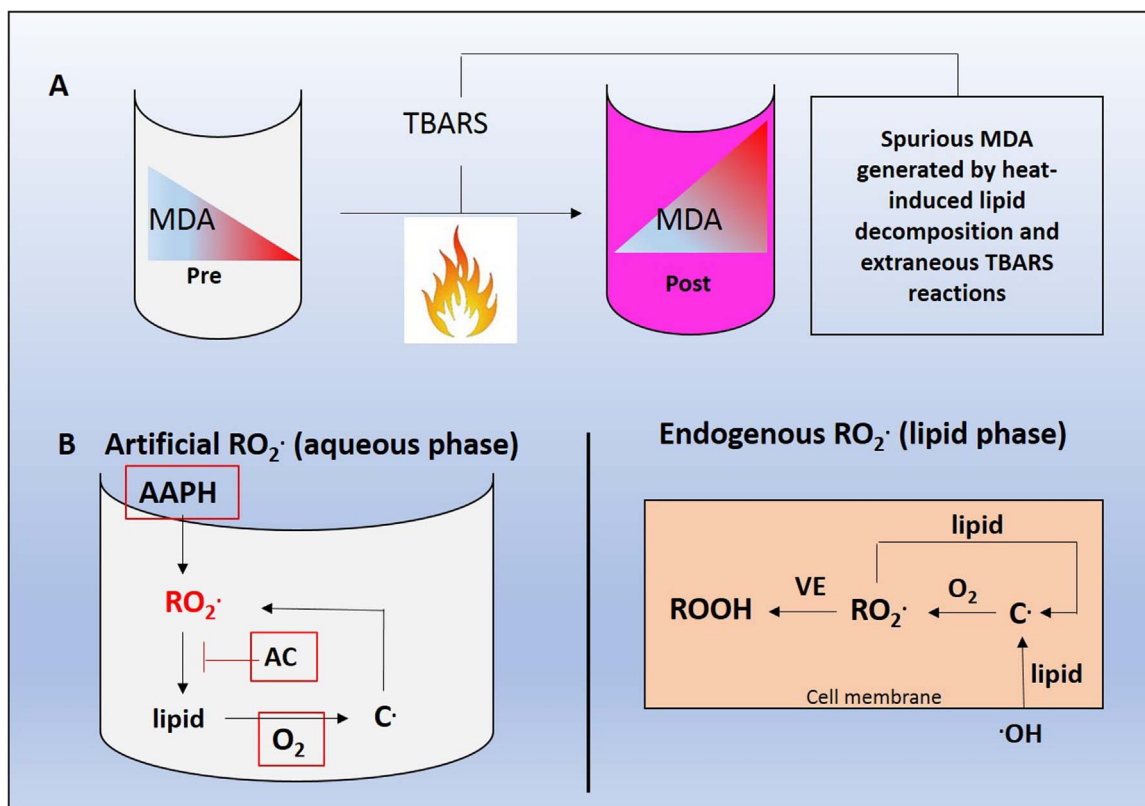 A
MDA
Pre
TBARS
MDA
Post
Spurious MDA
generated by heat-
induced lipid
decomposition and
extraneous TBARS
reactions
B Artificial RO₂· (aqueous phase)
AAPH
RO₂·
AC
lipid
O₂
C·
Endogenous RO₂· (lipid phase)
lipid
VE
O₂
ROOH
RO₂·
C·
lipid
Cell membrane
·OH